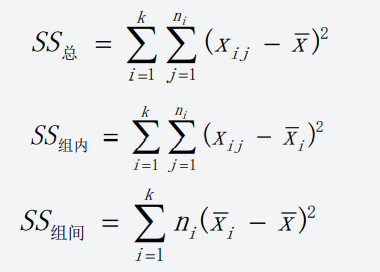 SS总 = ∑_{i=1}^{k} ∑_{j=1}^{n_i} (x_{ij} − x̄)²
SS组内 = ∑_{i=1}^{k} ∑_{j=1}^{n_i} (x_{ij} − x̄_i)²
SS组间 = ∑_{i=1}^{k} n_i(x̄_i − x̄)²